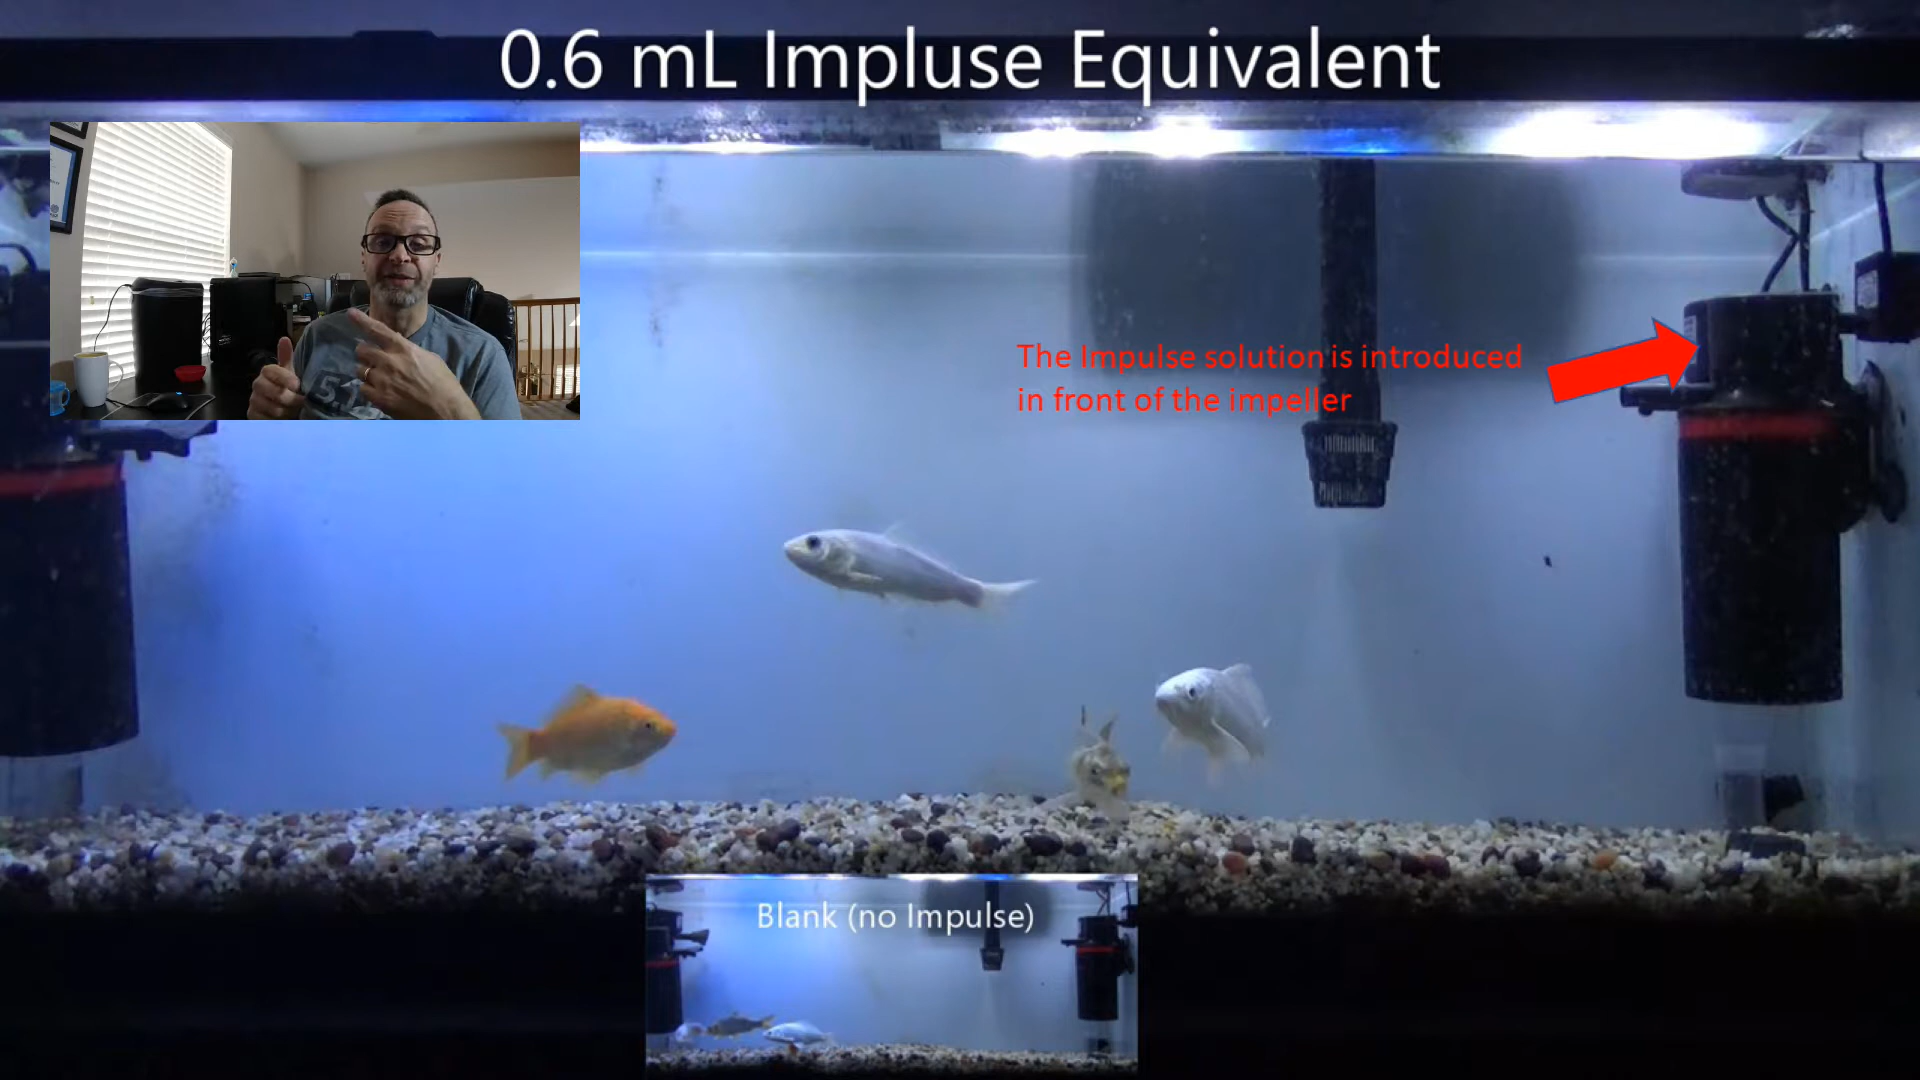 0.6 mL Impluse Equivalent
The Impulse solution is introduced
in front of the impeller
Blank (no Impulse)